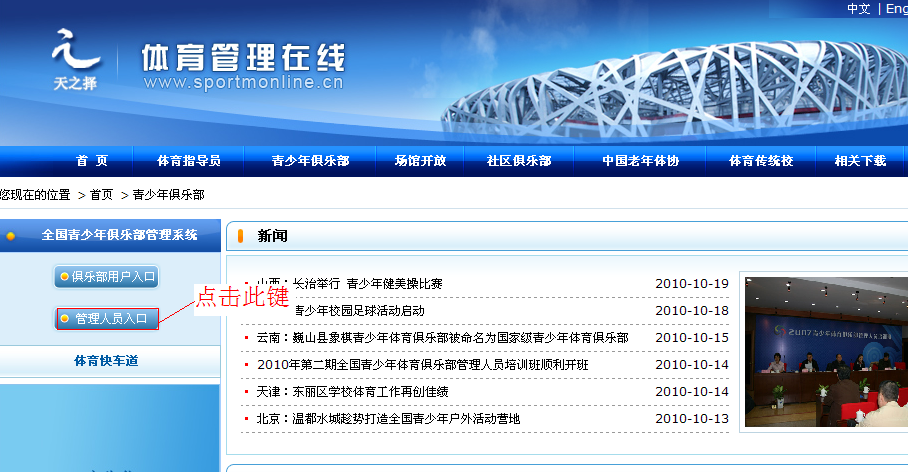 中文 | Eng
天之择
体育管理在线
www.sportmonline.cn
首 页 体育指导员 青少年俱乐部 场馆开放 社区俱乐部 中国老年体协 体育传统校 相关下载
您现在的位置 > 首页 > 青少年俱乐部
全国青少年俱乐部管理系统
俱乐部用户入口
管理人员入口
点击此键
体育快车道
新闻
山西：长治举行 青少年健美操比赛 2010-10-19
青少年校园足球活动启动 2010-10-18
云南：巍山县象棋青少年体育俱乐部被命名为国家级青少年体育俱乐部 2010-10-15
2010年第二期全国青少年体育俱乐部管理人员培训班顺利开班 2010-10-14
天津：东丽区学校体育工作再创佳绩 2010-10-14
北京：温都水城趁势打造全国青少年户外活动营地 2010-10-13